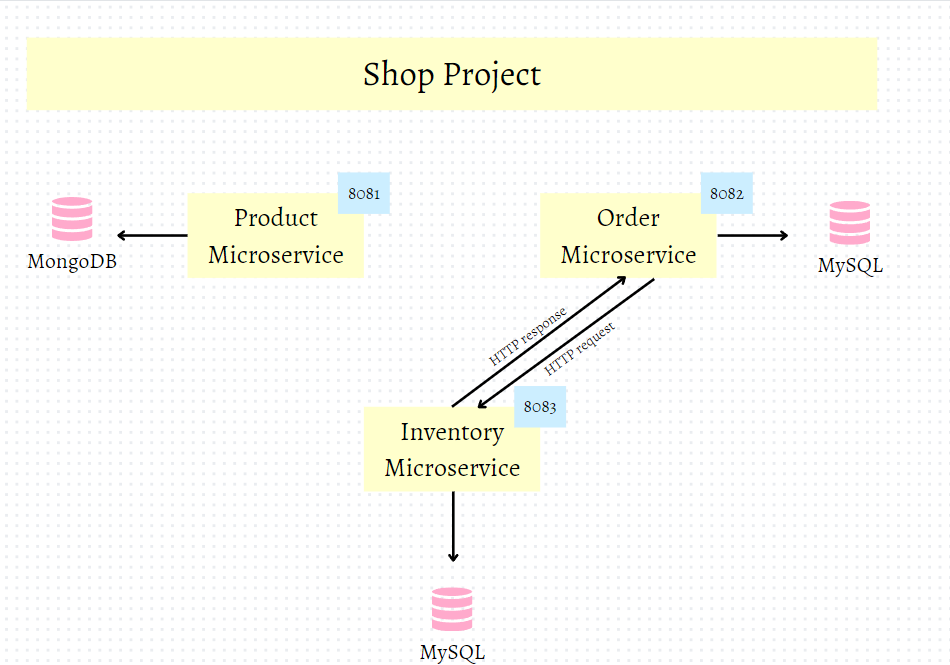 Shop Project
8081
Product
Microservice
MongoDB
8082
Order
Microservice
MySQL
HTTP response
HTTP request
8083
Inventory
Microservice
MySQL